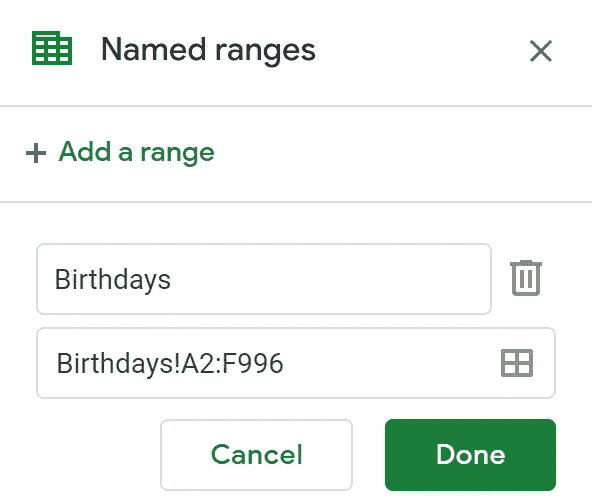 Named ranges
+ Add a range
Birthdays
Birthdays!A2:F996
Cancel Done